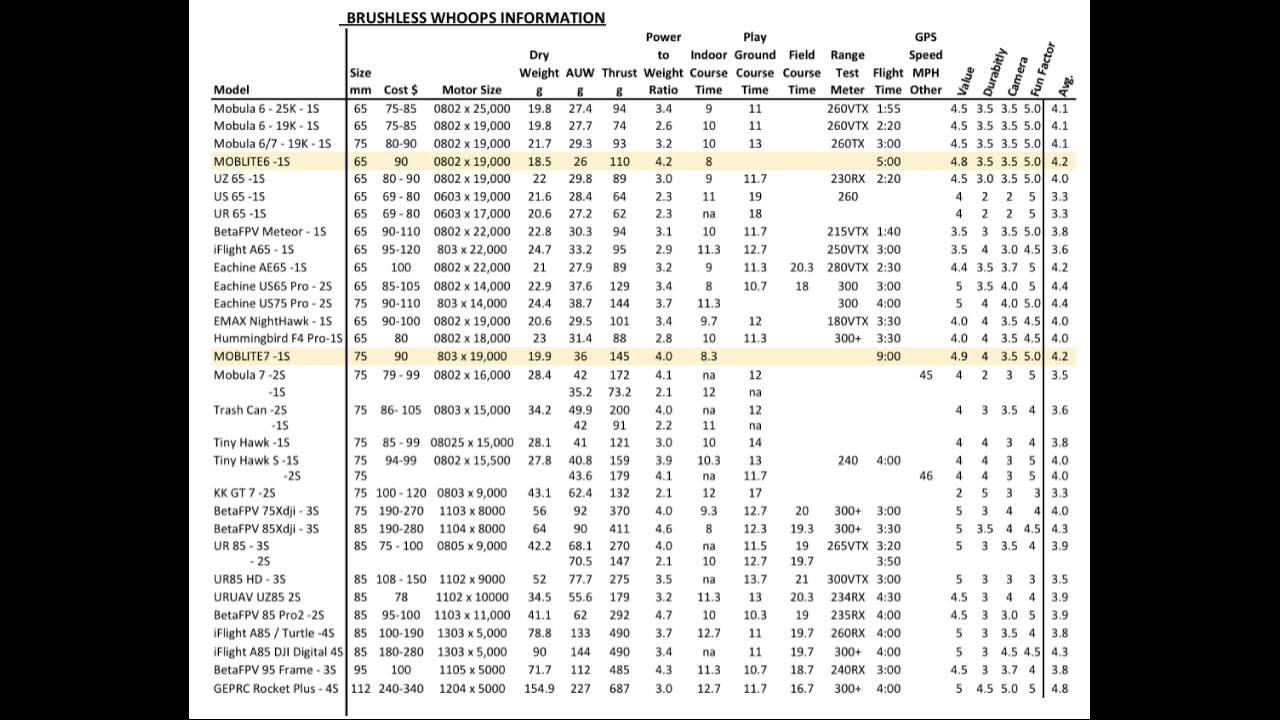 BRUSHLESS WHOOPS INFORMATION
Power Play GPS
Dry to Indoor Ground Field Range Speed
Size Weight AUW Thrust Weight Course Course Course Test Flight MPH Value Durabitly Camera Fun Factor Avg.
Model mm Cost $ Motor Size g g g Ratio Time Time Time Meter Time Other
Mobula 6 - 25K - 1S 65 75-85 0802 x 25,000 19.8 27.4 94 3.4 9 11 260VTX 1:55 4.5 3.5 3.5 5.0 4.1
Mobula 6 - 19K - 1S 65 75-85 0802 x 19,000 19.8 27.7 74 2.6 10 11 260VTX 2:20 4.5 3.5 3.5 5.0 4.1
Mobula 6/7 - 19K - 1S 75 80-90 0802 x 19,000 21.7 29.3 93 3.2 10 13 260TX 3:00 4.5 3.5 3.5 5.0 4.1
MOBLITE6 -1S 65 90 0802 x 19,000 18.5 26 110 4.2 8 5:00 4.8 3.5 3.5 5.0 4.2
UZ 65 -1S 65 80 - 90 0802 x 19,000 22 29.8 89 3.0 9 11.7 230RX 2:20 4.5 3.0 3.5 5.0 4.0
US 65 -1S 65 69 - 80 0603 x 19,000 21.6 28.4 64 2.3 11 19 260 4 2 2 5 3.3
UR 65 -1S 65 69 - 80 0603 x 17,000 20.6 27.2 62 2.3 na 18 4 2 2 5 3.3
BetaFPV Meteor - 1S 65 90-110 0802 x 22,000 22.8 30.3 94 3.1 10 11.7 215VTX 1:40 3.5 3 3.5 5.0 3.8
iFlight A65 - 1S 65 95-120 803 x 22,000 24.7 33.2 95 2.9 11.3 12.7 250VTX 3:00 3.5 4 3.0 4.5 3.6
Eachine AE65 -1S 65 100 0802 x 22,000 21 27.9 89 3.2 9 11.3 20.3 280VTX 2:30 4.4 3.5 3.7 5 4.2
Eachine US65 Pro - 2S 65 85-105 0802 x 14,000 22.9 37.6 129 3.4 8 10.7 18 300 3:00 5 3.5 4.0 5 4.4
Eachine US75 Pro - 2S 75 90-110 803 x 14,000 24.4 38.7 144 3.7 11.3 300 4:00 5 4 4.0 5.0 4.4
EMAX NightHawk - 1S 65 90-100 0802 x 19,000 20.6 29.5 101 3.4 9.7 12 180VTX 3:30 4.0 4 3.5 4.5 4.0
Hummingbird F4 Pro-1S 65 80 0802 x 18,000 23 31.4 88 2.8 10 11.3 300+ 3:30 4.0 4 3.5 4.5 4.0
MOBLITE7 -1S 75 90 803 x 19,000 19.9 36 145 4.0 8.3 9:00 4.9 4 3.5 5.0 4.2
Mobula 7 -2S 75 79 - 99 0802 x 16,000 28.4 42 172 4.1 na 12 45 4 2 3 5 3.5
-1S 35.2 73.2 2.1 12 na
Trash Can -2S 75 86- 105 0803 x 15,000 34.2 49.9 200 4.0 na 12 4 3 3.5 4 3.6
-1S 42 91 2.2 11 na
Tiny Hawk -1S 75 85 - 99 08025 x 15,000 28.1 41 121 3.0 10 14 4 4 3 4 3.8
Tiny Hawk S -1S 75 94-99 0802 x 15,500 27.8 40.8 159 3.9 10.3 13 240 4:00 4 4 3 5 4.0
-2S 75 43.6 179 4.1 na 11.7 46 4 4 3 5 4.0
KK GT 7 -2S 75 100 - 120 0803 x 9,000 43.1 62.4 132 2.1 12 17 2 5 3 3 3.3
BetaFPV 75Xdji - 3S 75 190-270 1103 x 8000 56 92 370 4.0 9.3 12.7 20 300+ 3:00 5 3 4 4 4.0
BetaFPV 85Xdji - 3S 85 190-280 1104 x 8000 64 90 411 4.6 8 12.3 19.3 300+ 3:30 5 3.5 4 4.5 4.3
UR 85 - 3S 85 75 - 100 0805 x 9,000 42.2 68.1 270 4.0 na 11.5 19 265VTX 3:20 5 3 3.5 4 3.9
- 2S 70.5 147 2.1 10 12.7 19.7 3:50
UR85 HD - 3S 85 108 - 150 1102 x 9000 52 77.7 275 3.5 na 13.7 21 300VTX 3:00 5 3 3 3 3.5
URUAV UZ85 2S 85 78 1102 x 10000 34.5 55.6 179 3.2 11.3 13 20.3 234RX 4:30 4.5 3 4 4 3.9
BetaFPV 85 Pro2 -2S 85 95-100 1103 x 11,000 41.1 62 292 4.7 10 10.3 19 235RX 4:00 4.5 3 3.0 5 3.9
iFlight A85 / Turtle -4S 85 100-190 1303 x 5,000 78.8 133 490 3.7 12.7 11 19.7 260RX 4:00 5 3 3.5 4 3.8
iFlight A85 DJI Digital 4S 85 180-280 1303 x 5,000 90 144 490 3.4 na 11 19.7 300+ 4:00 5 3 4.5 4.5 4.3
BetaFPV 95 Frame - 3S 95 100 1105 x 5000 71.7 112 485 4.3 11.3 10.7 18.7 240RX 3:00 4.5 3 3.7 4 3.8
GEPRC Rocket Plus - 4S 112 240-340 1204 x 5000 154.9 227 687 3.0 12.7 11.7 16.7 300+ 4:00 5 4.5 5.0 5 4.8